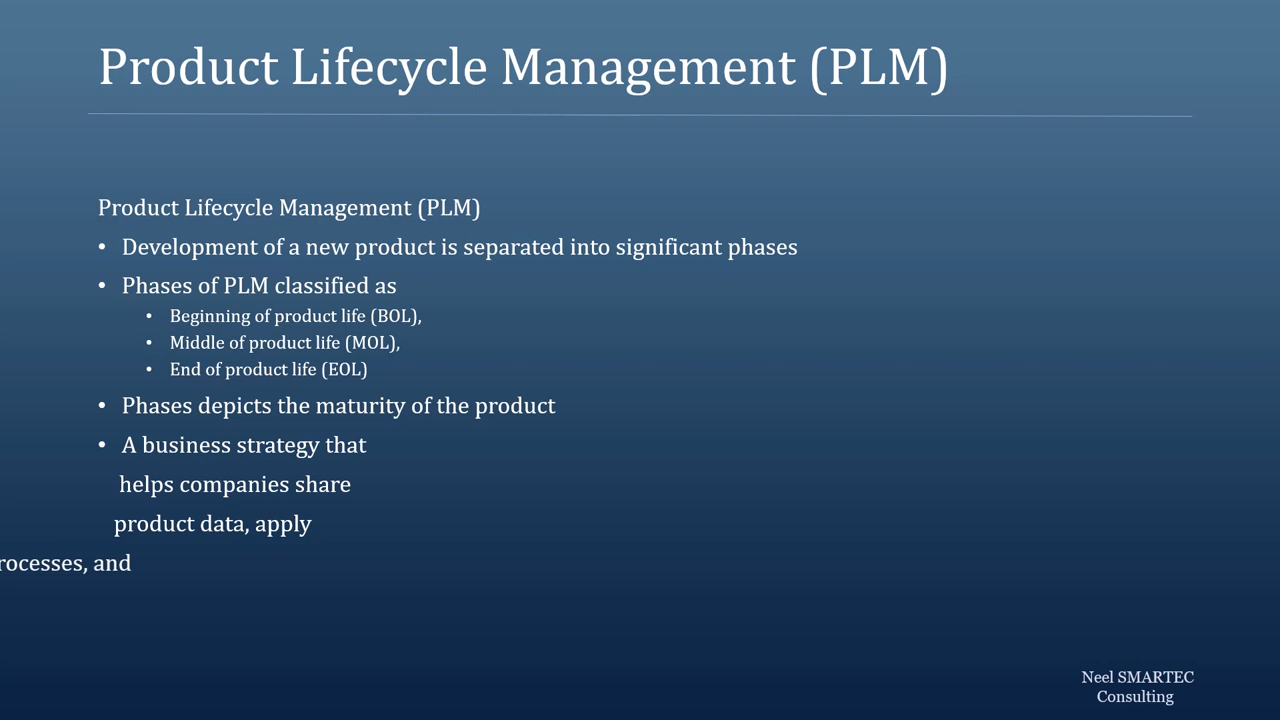 Product Lifecycle Management (PLM)
Product Lifecycle Management (PLM)
• Development of a new product is separated into significant phases
• Phases of PLM classified as
• Beginning of product life (BOL),
• Middle of product life (MOL),
• End of product life (EOL)
• Phases depicts the maturity of the product
• A business strategy that
helps companies share
product data, apply
rocesses, and
Neel SMARTEC
Consulting